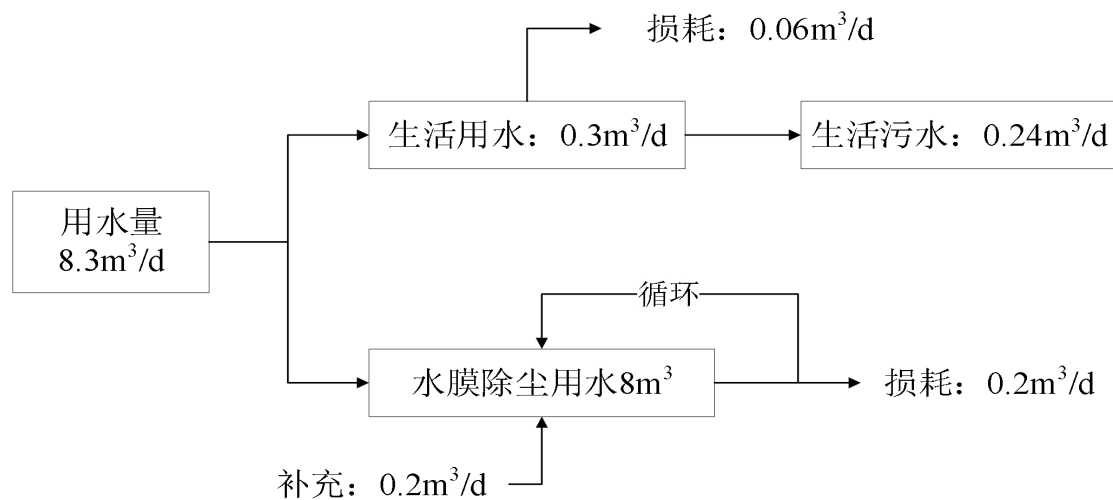 损耗：0.06m³/d
生活用水：0.3m³/d
生活污水：0.24m³/d
用水量
8.3m³/d
循环
水膜除尘用水8m³
损耗：0.2m³/d
补充：0.2m³/d